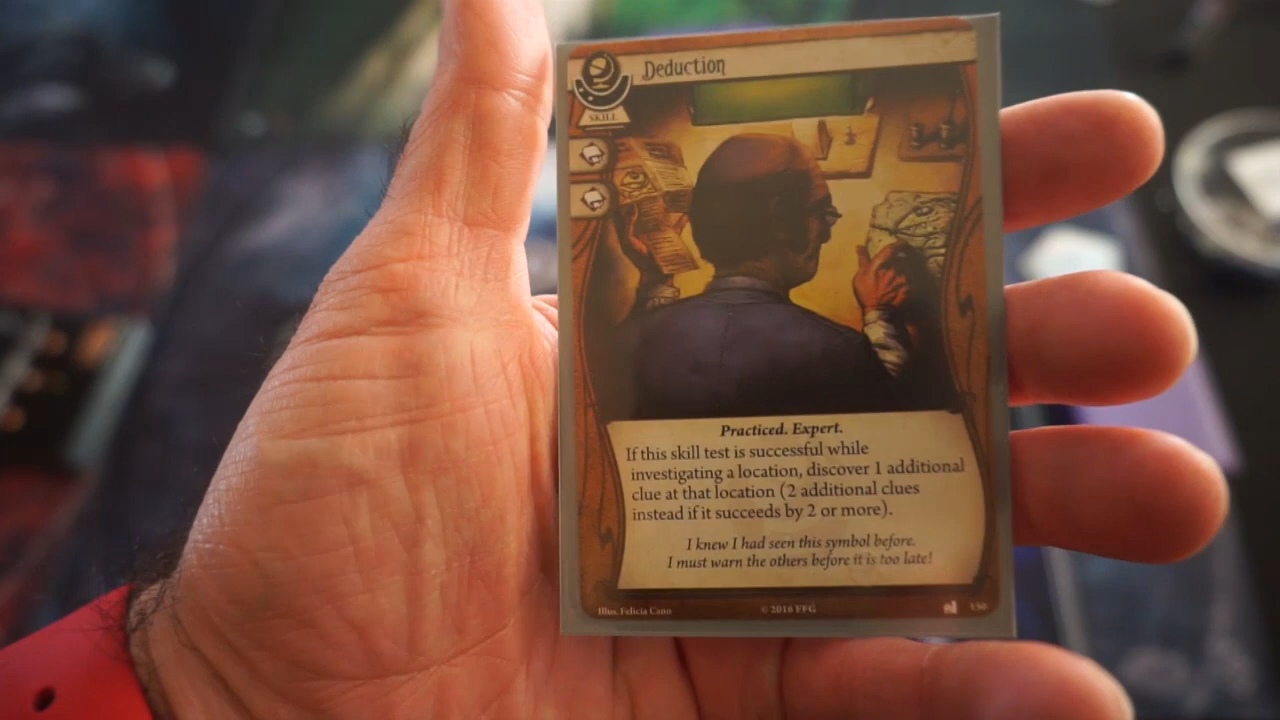 Deduction
SKILL
Practiced. Expert.
If this skill test is successful while
investigating a location, discover 1 additional
clue at that location (2 additional clues
instead if it succeeds by 2 or more).
I knew I had seen this symbol before.
I must warn the others before it is too late!
Illus. Felicia Cano
© 2016 FFG